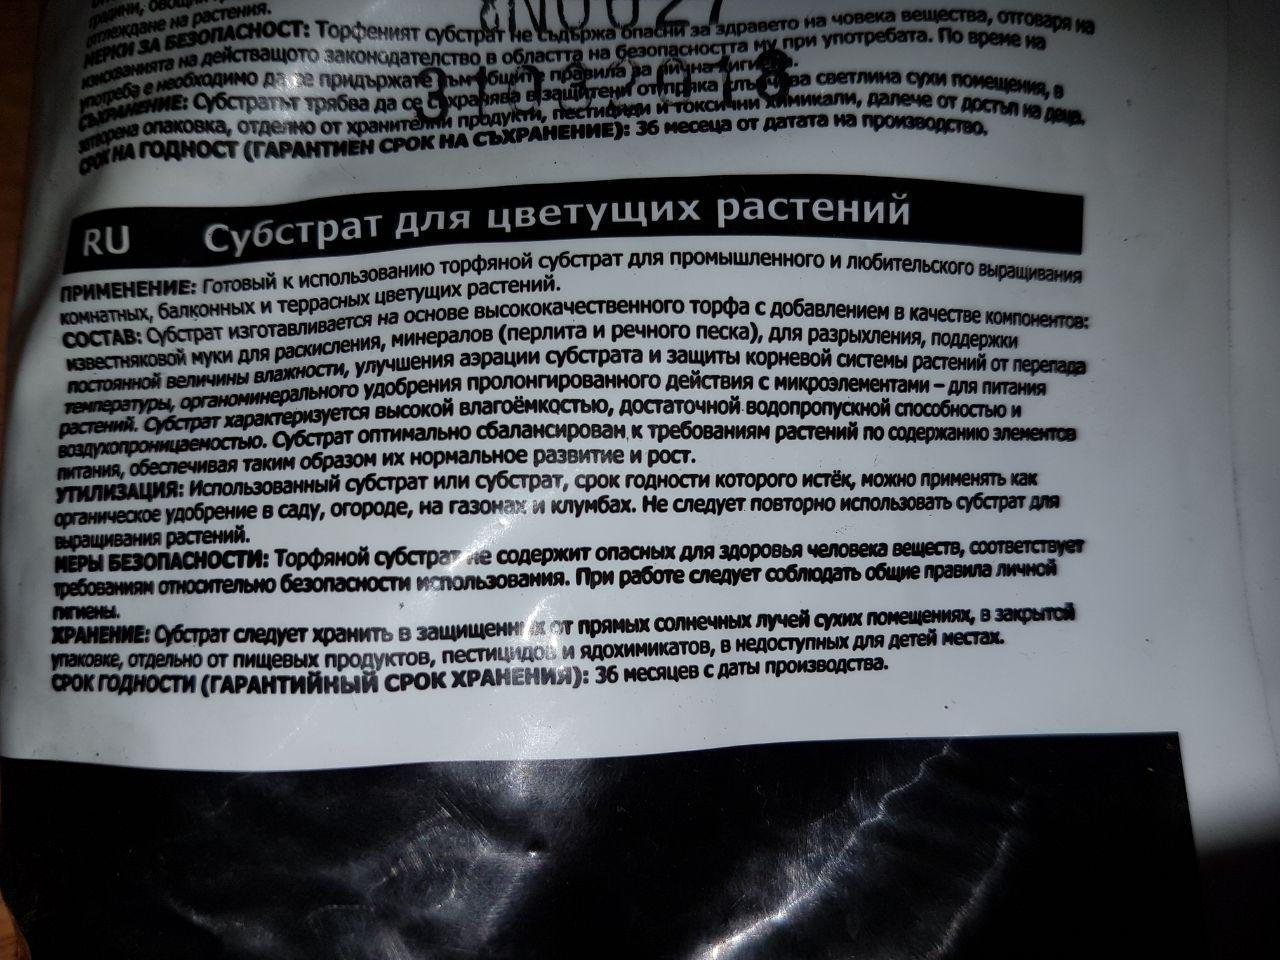 градини, овощни
отглеждане на растения.
№0027
МЕРКИ ЗА БЕЗОПАСНОСТ: Торфеният субстрат не съдържа опасни за здравето на човека вещества, отговаря на
изискванията на действащото законодателство в областта на безопасността му при употребата. По време на
употреба е необходимо да се придържате към общите правила за лична хигиена.
31082018
СЪХРАНЕНИЕ: Субстратът трябва да се съхранява в защитени от пряка слънчева светлина сухи помещения, в
затворена опаковка, отделно от хранителни продукти, пестициди и токсични химикали, далече от достъп на деца.
СРОК НА ГОДНОСТ (ГАРАНТИЕН СРОК НА СЪХРАНЕНИЕ): 36 месеца от датата на производство.
RU Субстрат для цветущих растений
ПРИМЕНЕНИЕ: Готовый к использованию торфяной субстрат для промышленного и любительского выращивания
комнатных, балконных и террасных цветущих растений.
СОСТАВ: Субстрат изготавливается на основе высококачественного торфа с добавлением в качестве компонентов:
известняковой муки для раскисления, минералов (перлита и речного песка), для разрыхления, поддержки
постоянной величины влажности, улучшения аэрации субстрата и защиты корневой системы растений от перепада
температуры, органоминерального удобрения пролонгированного действия с микроэлементами – для питания
растений. Субстрат характеризуется высокой влагоёмкостью, достаточной водопропускной способностью и
воздухопроницаемостью. Субстрат оптимально сбалансирован к требованиям растений по содержанию элементов
питания, обеспечивая таким образом их нормальное развитие и рост.
УТИЛИЗАЦИЯ: Использованный субстрат или субстрат, срок годности которого истёк, можно применять как
органическое удобрение в саду, огороде, на газонах и клумбах. Не следует повторно использовать субстрат для
выращивания растений.
МЕРЫ БЕЗОПАСНОСТИ: Торфяной субстрат не содержит опасных для здоровья человека веществ, соответствует
требованиям относительно безопасности использования. При работе следует соблюдать общие правила личной
гигиены.
ХРАНЕНИЕ: Субстрат следует хранить в защищенных от прямых солнечных лучей сухих помещениях, в закрытой
упаковке, отдельно от пищевых продуктов, пестицидов и ядохимикатов, в недоступных для детей местах.
СРОК ГОДНОСТИ (ГАРАНТИЙНЫЙ СРОК ХРАНЕНИЯ): 36 месяцев с даты производства.